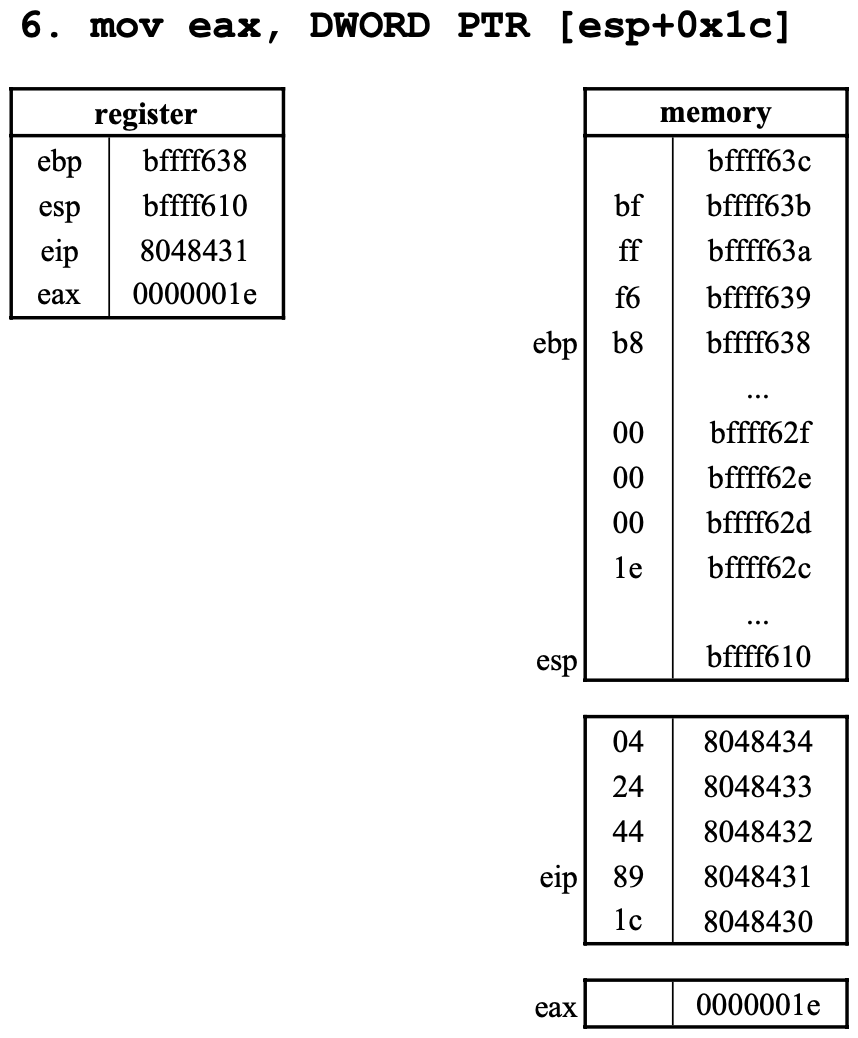 6. mov eax, DWORD PTR [esp+0x1c]
register
ebp bffff638
esp bffff610
eip 8048431
eax 0000001e
memory
bffff63c
bf bffff63b
ff bffff63a
f6 bffff639
ebp b8 bffff638
...
00 bffff62f
00 bffff62e
00 bffff62d
1e bffff62c
...
esp bffff610
04 8048434
24 8048433
44 8048432
eip 89 8048431
1c 8048430
eax 0000001e